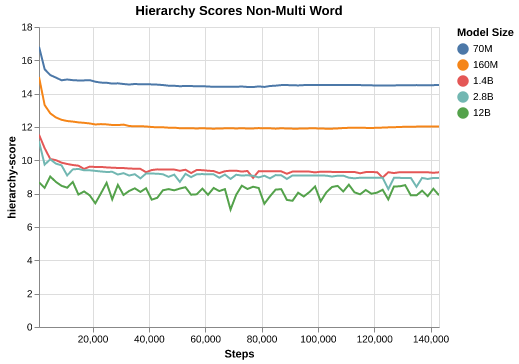 Hierarchy Scores Non-Multi Word
18
16
14
12
10
8
6
4
2
0
hierarchy-score
20,000 40,000 60,000 80,000 100,000 120,000 140,000
Steps
Model Size
70M
160M
1.4B
2.8B
12B